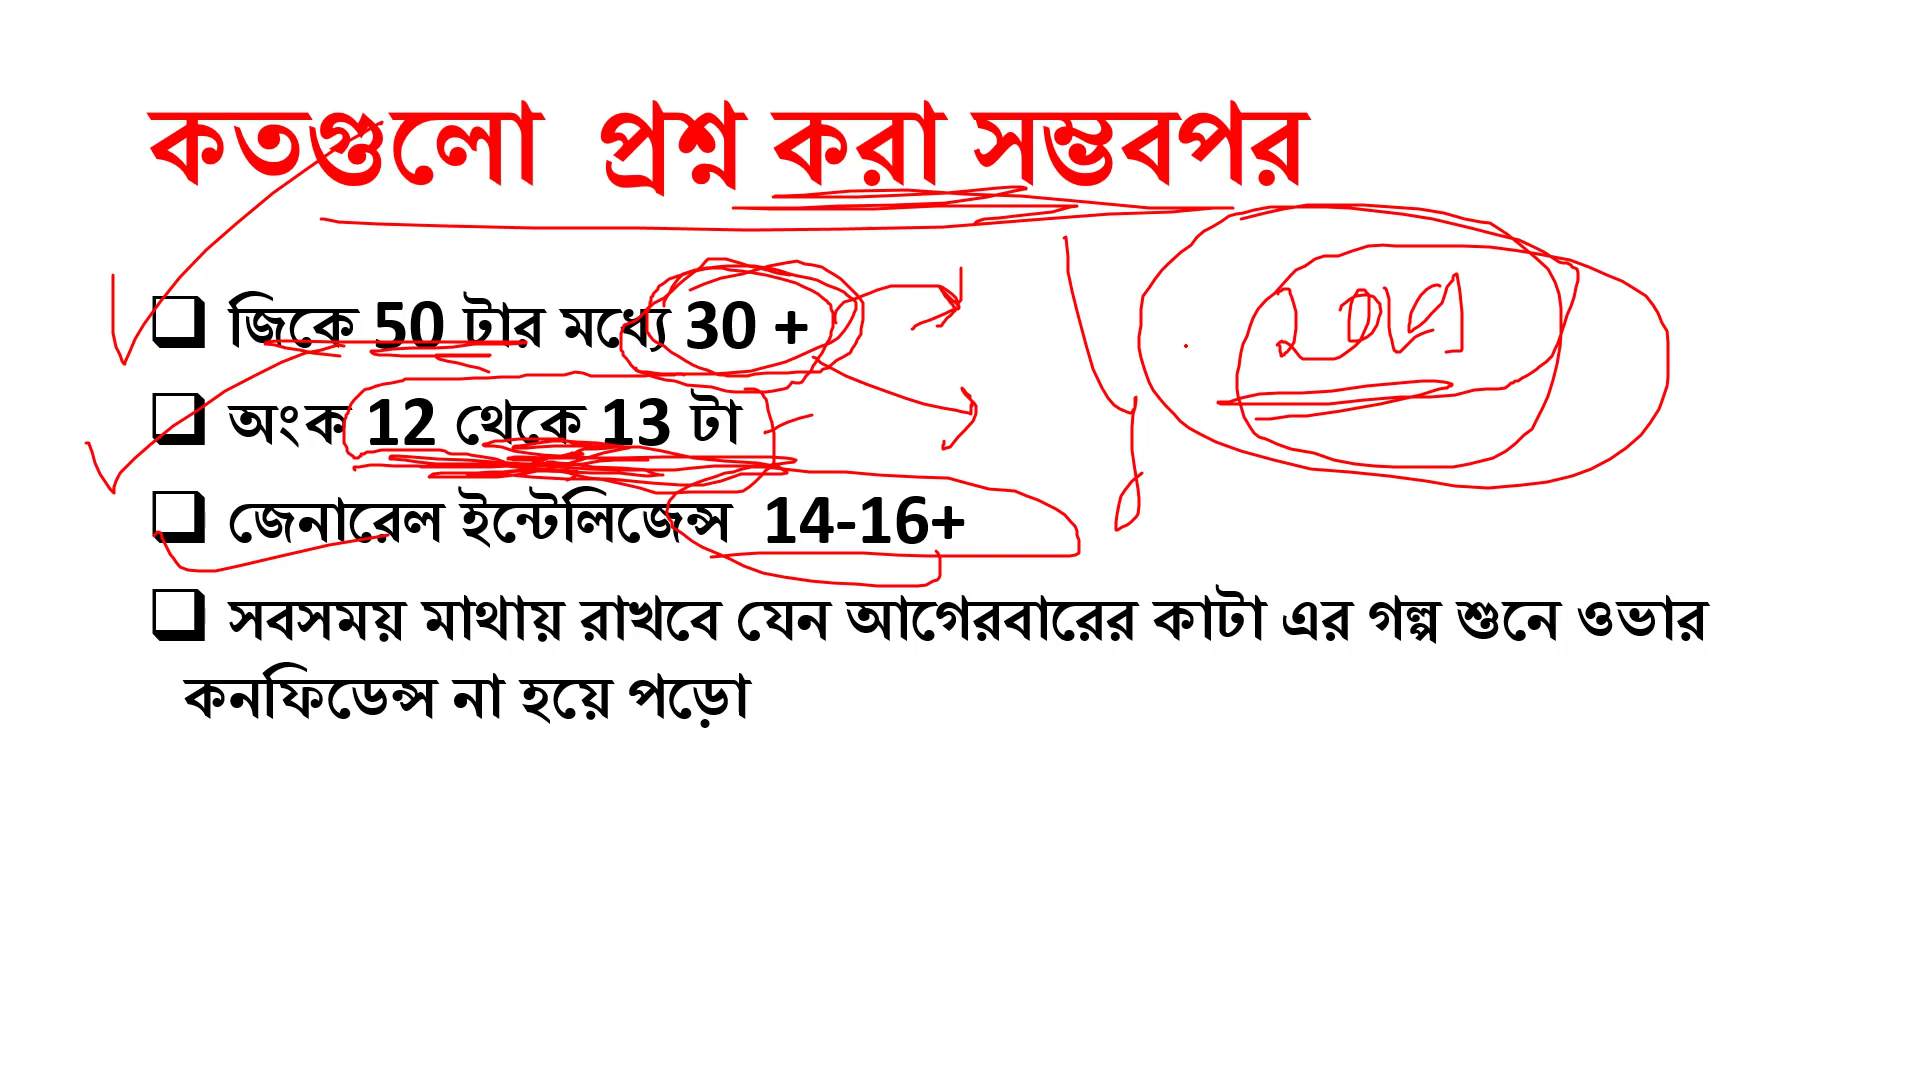 কতগুলো প্রশ্ন করা সম্ভবপর
জিকে 50 টার মধ্যে 30 +
অংক 12 থেকে 13 টা
জেনারেল ইন্টেলিজেন্স 14-16+
সবসময় মাথায় রাখবে যেন আগেরবারের কাটা এর গল্প শুনে ওভার
কনফিডেন্স না হয়ে পড়ো